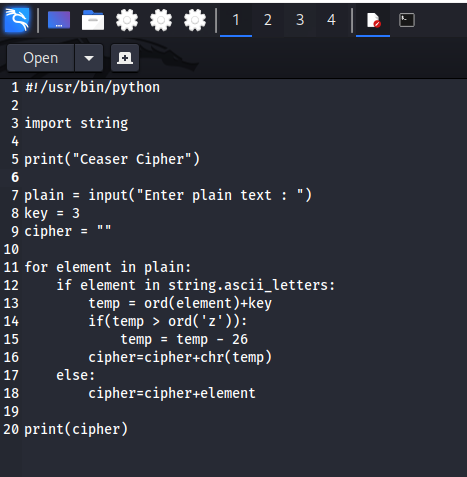 1 2 3 4
Open
1 #!/usr/bin/python
2
3 import string
4
5 print("Ceaser Cipher")
6
7 plain = input("Enter plain text : ")
8 key = 3
9 cipher = ""
10
11 for element in plain:
12     if element in string.ascii_letters:
13         temp = ord(element)+key
14         if(temp > ord('z')):
15             temp = temp - 26
16         cipher=cipher+chr(temp)
17     else:
18         cipher=cipher+element
19
20 print(cipher)